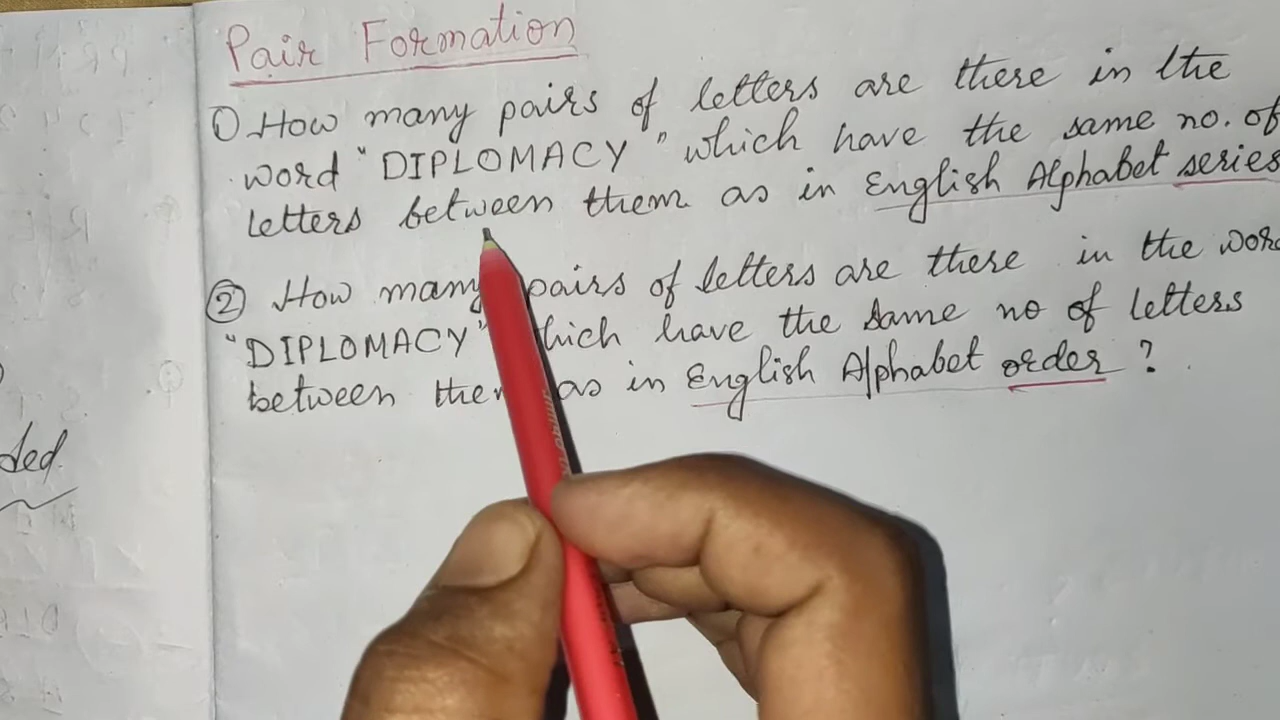 Pair Formation
① How many pairs of letters are there in the
word "DIPLOMACY" which have the same no. of
letters between them as in English Alphabet series
② How many pairs of letters are there in the word
"DIPLOMACY" which have the same no of letters
between them as in English Alphabet order ?
ded.